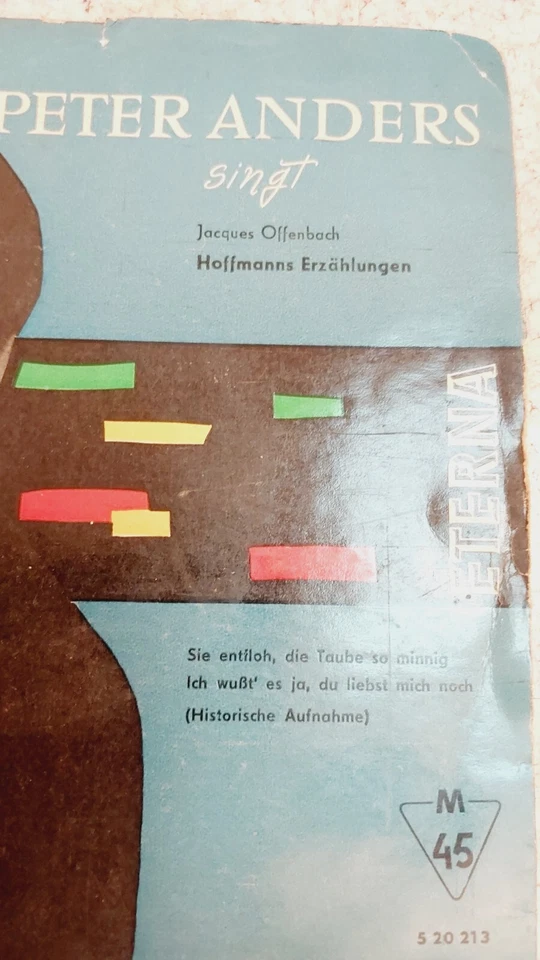 PETER ANDERS
singt
Jacques Offenbach
Hoffmanns Erzählungen
ETERNA
Sie entfloh, die Taube so minnig
Ich wußt' es ja, du liebst mich noch
(Historische Aufnahme)
M
45
5 20 213